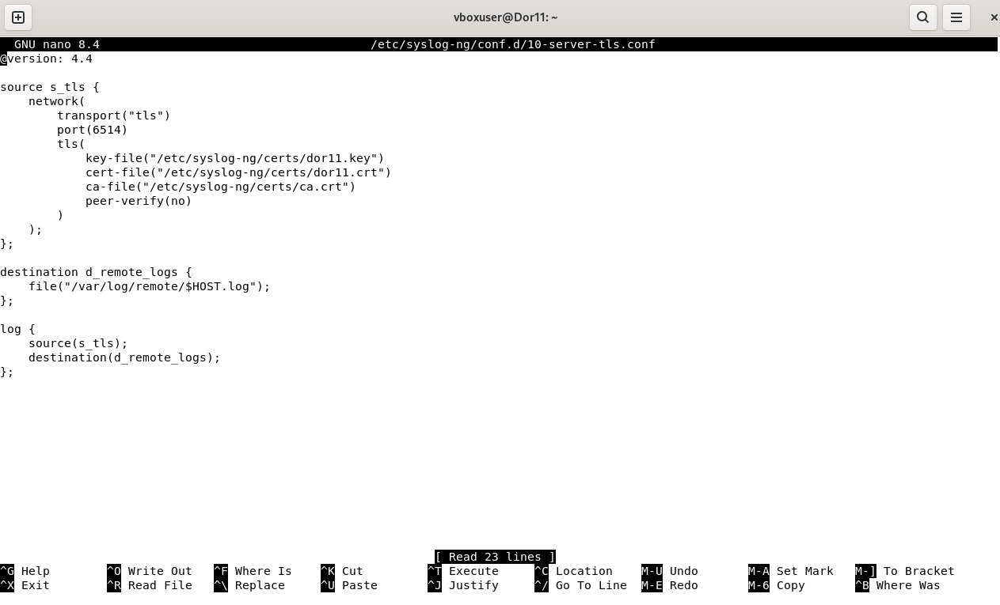 vboxuser@Dor11: ~
GNU nano 8.4 /etc/syslog-ng/conf.d/10-server-tls.conf
@version: 4.4

source s_tls {
    network(
        transport("tls")
        port(6514)
        tls(
            key-file("/etc/syslog-ng/certs/dor11.key")
            cert-file("/etc/syslog-ng/certs/dor11.crt")
            ca-file("/etc/syslog-ng/certs/ca.crt")
            peer-verify(no)
        )
    );
};

destination d_remote_logs {
    file("/var/log/remote/$HOST.log");
};

log {
    source(s_tls);
    destination(d_remote_logs);
};

[ Read 23 lines ]
^G Help ^O Write Out ^F Where Is ^K Cut ^T Execute ^C Location M-U Undo M-A Set Mark M-] To Bracket
^X Exit ^R Read File ^\ Replace ^U Paste ^J Justify ^/ Go To Line M-E Redo M-6 Copy ^B Where Was